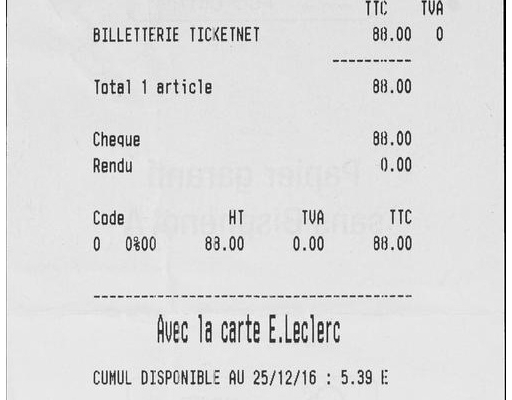 TTC TVA
BILLETTERIE TICKETNET 88.00 0
-----------
Total 1 article 88.00
Cheque 88.00
Rendu 0.00
Code HT TVA TTC
0 0%00 88.00 0.00 88.00
---------------------------------------------
Avec la carte E.Leclerc
CUMUL DISPONIBLE AU 25/12/16 : 5.39 E